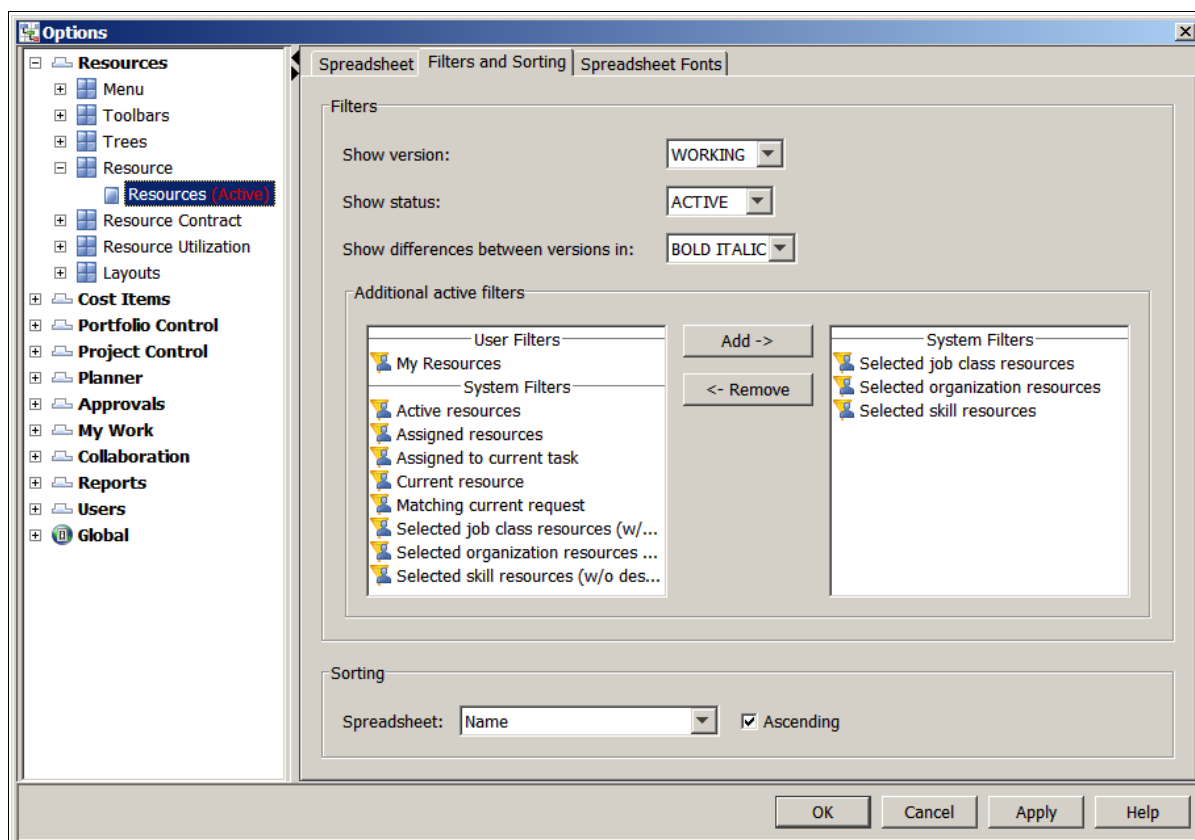 Options
Resources
Menu
Toolbars
Trees
Resource
Resources (Active)
Resource Contract
Resource Utilization
Layouts
Cost Items
Portfolio Control
Project Control
Planner
Approvals
My Work
Collaboration
Reports
Users
Global
Spreadsheet
Filters and Sorting
Spreadsheet Fonts
Filters
Show version:
WORKING
Show status:
ACTIVE
Show differences between versions in:
BOLD ITALIC
Additional active filters
User Filters
My Resources
System Filters
Active resources
Assigned resources
Assigned to current task
Current resource
Matching current request
Selected job class resources (w/...
Selected organization resources ...
Selected skill resources (w/o des...
Add ->
<- Remove
System Filters
Selected job class resources
Selected organization resources
Selected skill resources
Sorting
Spreadsheet:
Name
Ascending
OK
Cancel
Apply
Help